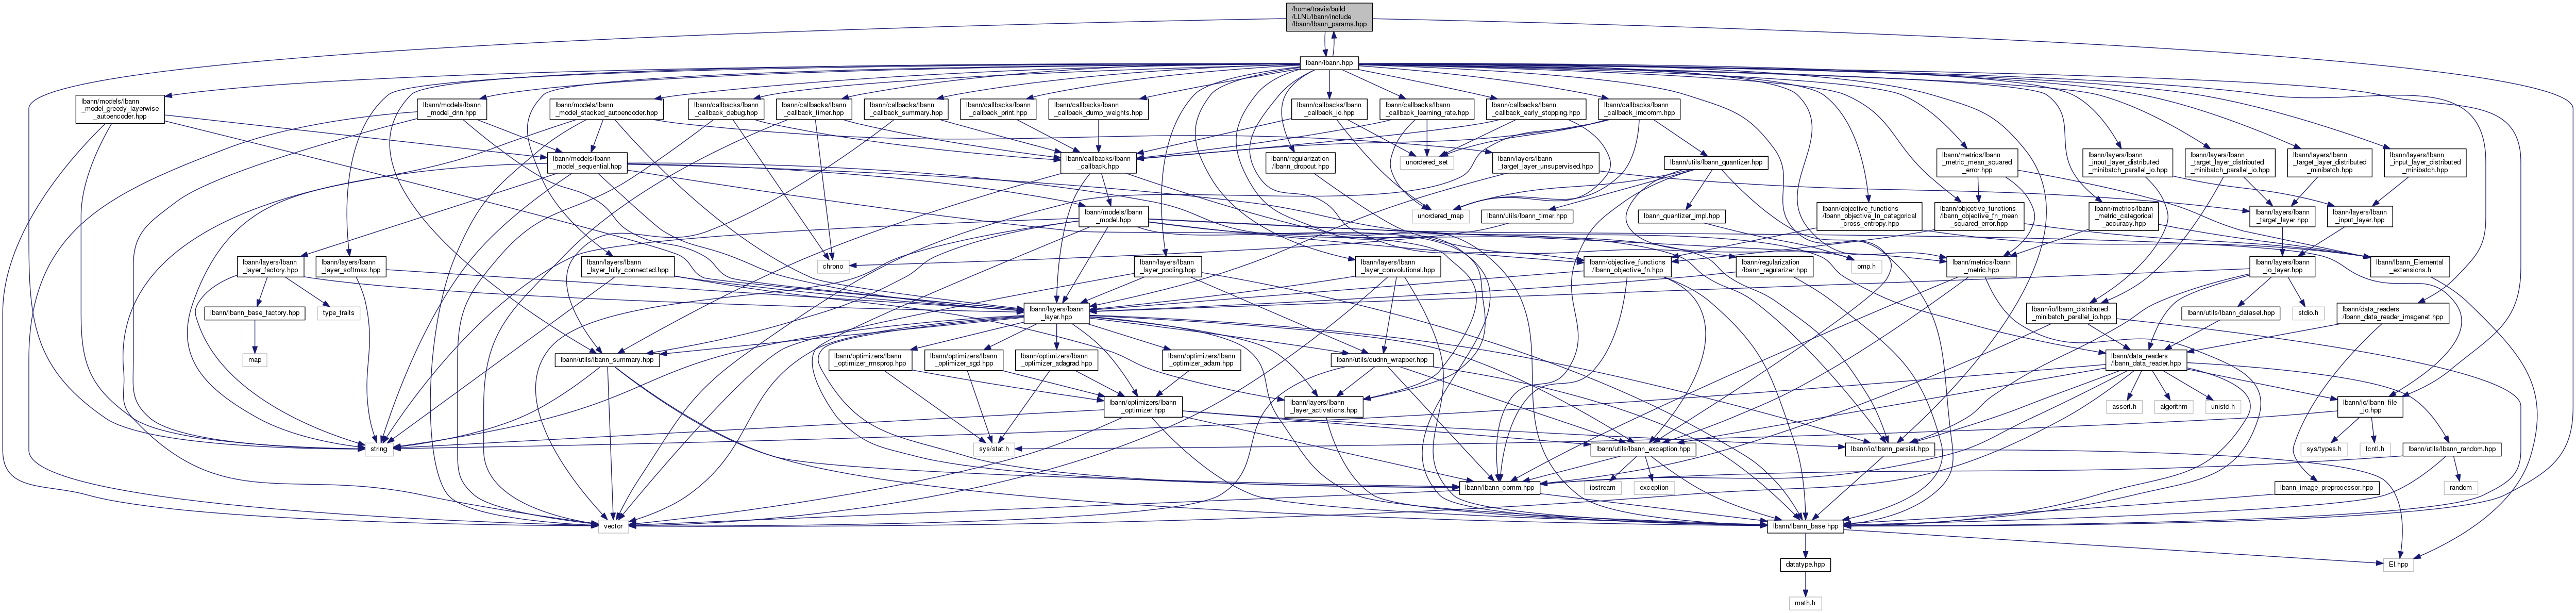 /home/travis/build
/LLNL/lbann/include
/lbann/lbann_params.hpp
lbann/lbann.hpp
lbann/models/lbann
_model_greedy_layerwise
_autoencoder.hpp
lbann/models/lbann
_model_dnn.hpp
lbann/models/lbann
_model_stacked_autoencoder.hpp
lbann/callbacks/lbann
_callback_debug.hpp
lbann/callbacks/lbann
_callback_timer.hpp
lbann/callbacks/lbann
_callback_summary.hpp
lbann/callbacks/lbann
_callback_print.hpp
lbann/callbacks/lbann
_callback_dump_weights.hpp
lbann/callbacks/lbann
_callback_io.hpp
lbann/callbacks/lbann
_callback_learning_rate.hpp
lbann/callbacks/lbann
_callback_early_stopping.hpp
lbann/callbacks/lbann
_callback_imcomm.hpp
lbann/models/lbann
_model_sequential.hpp
lbann/callbacks/lbann
_callback.hpp
lbann/regularization
/lbann_dropout.hpp
unordered_set
lbann/layers/lbann
_target_layer_unsupervised.hpp
lbann/utils/lbann_quantizer.hpp
lbann/metrics/lbann
_metric_mean_squared
_error.hpp
lbann/layers/lbann
_input_layer_distributed
_minibatch_parallel_io.hpp
lbann/layers/lbann
_target_layer_distributed
_minibatch_parallel_io.hpp
lbann/layers/lbann
_target_layer_distributed
_minibatch.hpp
lbann/layers/lbann
_input_layer_distributed
_minibatch.hpp
lbann/models/lbann
_model.hpp
unordered_map
lbann/utils/lbann_timer.hpp
lbann_quantizer_impl.hpp
lbann/objective_functions
/lbann_objective_fn_categorical
_cross_entropy.hpp
lbann/objective_functions
/lbann_objective_fn_mean
_squared_error.hpp
lbann/metrics/lbann
_metric_categorical
_accuracy.hpp
lbann/layers/lbann
_target_layer.hpp
lbann/layers/lbann
_input_layer.hpp
lbann/layers/lbann
_layer_factory.hpp
lbann/layers/lbann
_layer_softmax.hpp
lbann/layers/lbann
_layer_fully_connected.hpp
chrono
lbann/layers/lbann
_layer_pooling.hpp
lbann/layers/lbann
_layer_convolutional.hpp
lbann/objective_functions
/lbann_objective_fn.hpp
lbann/regularization
/lbann_regularizer.hpp
omp.h
lbann/metrics/lbann
_metric.hpp
lbann/layers/lbann
_io_layer.hpp
lbann/lbann_Elemental
_extensions.h
lbann/lbann_base_factory.hpp
type_traits
lbann/layers/lbann
_layer.hpp
lbann/io/lbann_distributed
_minibatch_parallel_io.hpp
lbann/utils/lbann_dataset.hpp
stdio.h
lbann/data_readers
/lbann_data_reader_imagenet.hpp
map
lbann/utils/lbann_summary.hpp
lbann/optimizers/lbann
_optimizer_rmsprop.hpp
lbann/optimizers/lbann
_optimizer_sgd.hpp
lbann/optimizers/lbann
_optimizer_adagrad.hpp
lbann/optimizers/lbann
_optimizer_adam.hpp
lbann/utils/cudnn_wrapper.hpp
lbann/data_readers
/lbann_data_reader.hpp
lbann/optimizers/lbann
_optimizer.hpp
lbann/layers/lbann
_layer_activations.hpp
assert.h
algorithm
unistd.h
lbann/io/lbann_file
_io.hpp
string
sys/stat.h
lbann/utils/lbann_exception.hpp
lbann/io/lbann_persist.hpp
sys/types.h
fcntl.h
lbann/utils/lbann_random.hpp
lbann/lbann_comm.hpp
iostream
exception
lbann_image_preprocessor.hpp
random
vector
lbann/lbann_base.hpp
datatype.hpp
El.hpp
math.h